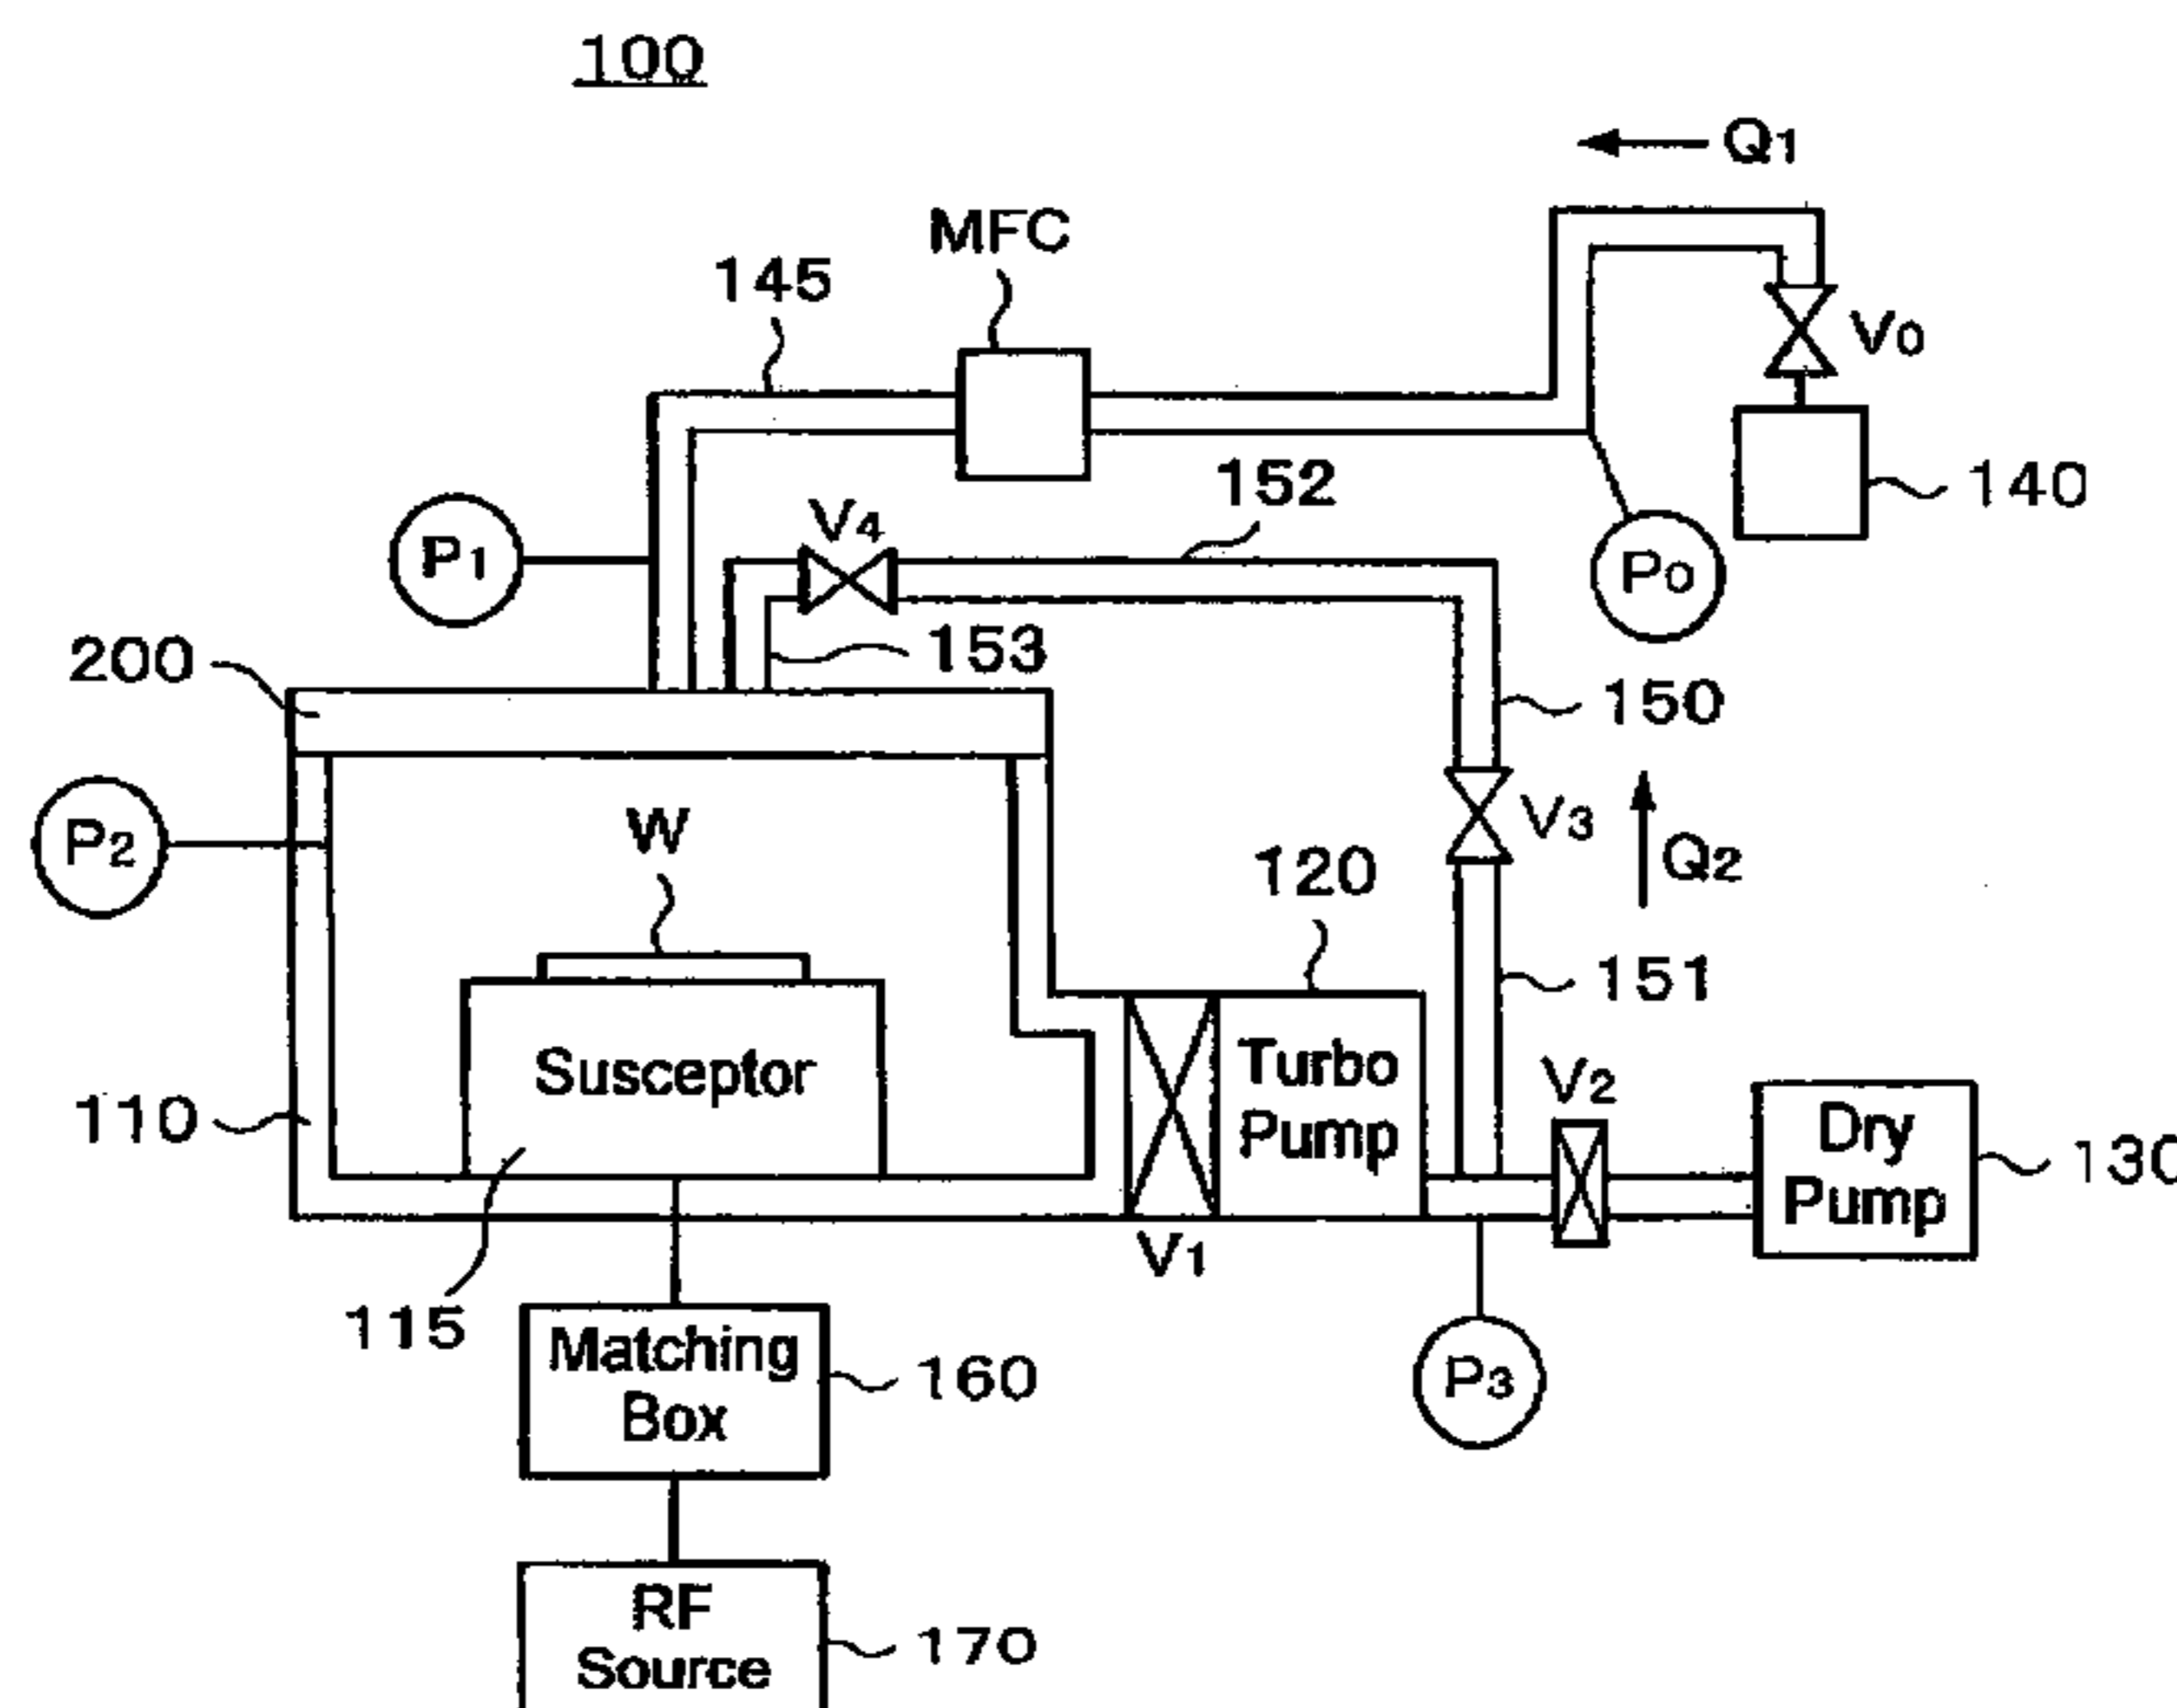 100
Q1
MFC
145
V0
152
140
V4
P1
P0
153
200
150
W
V3
P2
120
Q2
151
Turbo
Pump
Susceptor
V2
Dry
Pump
110
130
V1
115
Matching
Box
160
P3
RF
Source
170